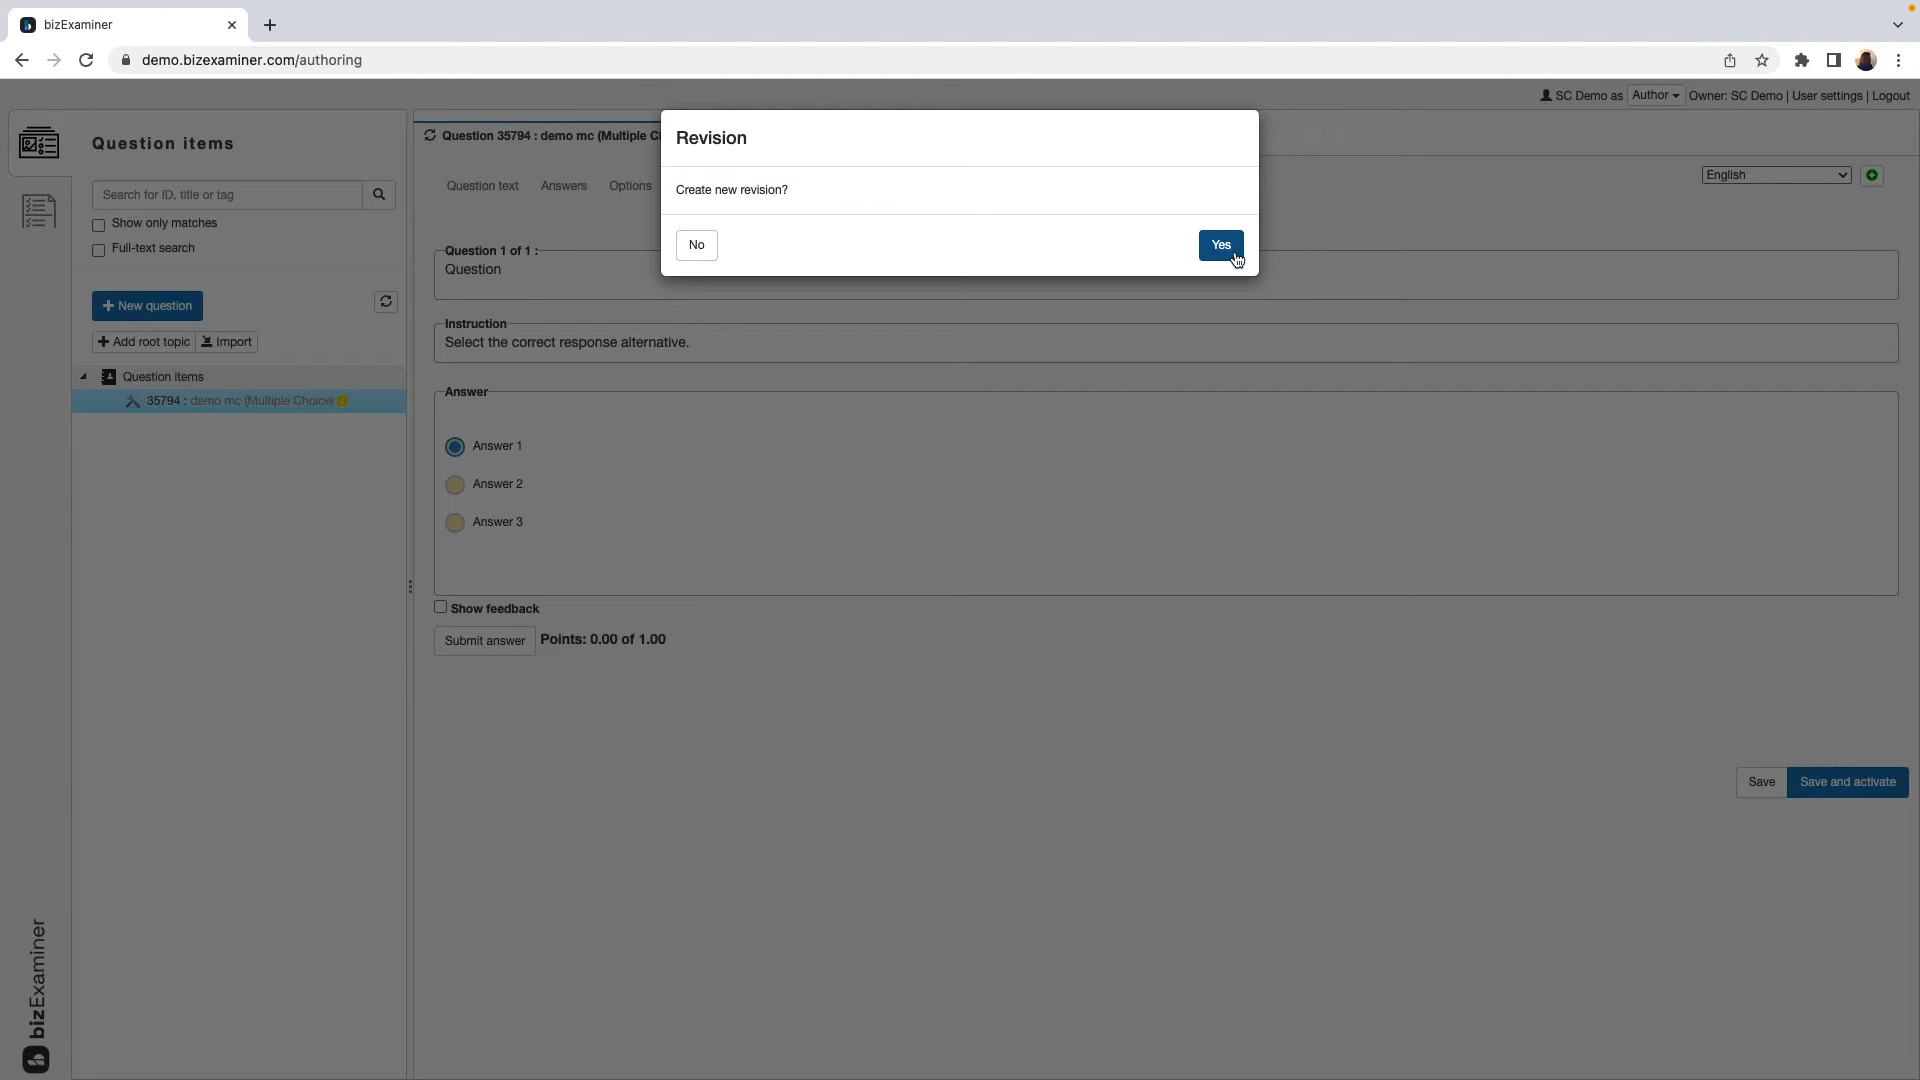 bizExaminer
demo.bizexaminer.com/authoring
SC Demo as Author Owner: SC Demo | User settings | Logout
Question items
Search for ID, title or tag
Show only matches
Full-text search
New question
Add root topic
Import
Question items
35794 : demo mc (Multiple Choice)
bizExaminer
Question 35794 : demo mc (Multiple C
Question text Answers Options
English
Revision
Create new revision?
No
Yes
Question 1 of 1 :
Question
Instruction
Select the correct response alternative.
Answer
Answer 1
Answer 2
Answer 3
Show feedback
Submit answer Points: 0.00 of 1.00
Save
Save and activate